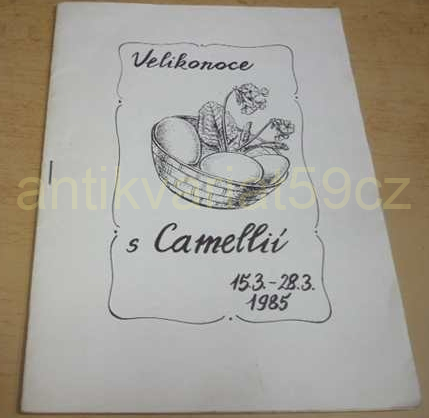 Velikonoce
antikvariat59cz
s Camellií
15.3.-28.3.
1985